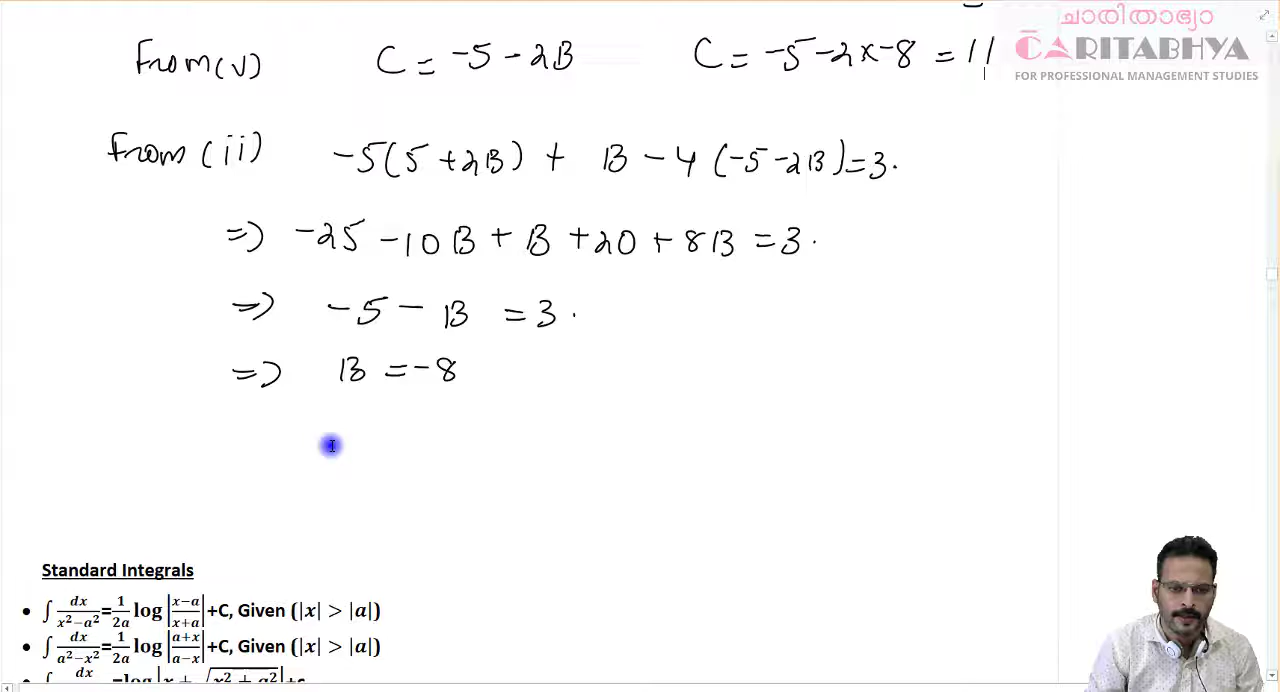 ചാരിതാഭ്യാ
CARITABHYA
FOR PROFESSIONAL MANAGEMENT STUDIES
From (v) C = -5 - 2B C = -5 - 2 x -8 = 11
From (ii) -5(5 + 2B) + B - 4 (-5 - 2B) = 3.
=> -25 - 10B + B + 20 + 8B = 3.
=> -5 - B = 3.
=> B = -8
Standard Integrals
• ∫ dx/(x²−a²) = 1/2a log |(x−a)/(x+a)| +C, Given (|x| > |a|)
• ∫ dx/(a²−x²) = 1/2a log |(a+x)/(a−x)| +C, Given (|x| > |a|)